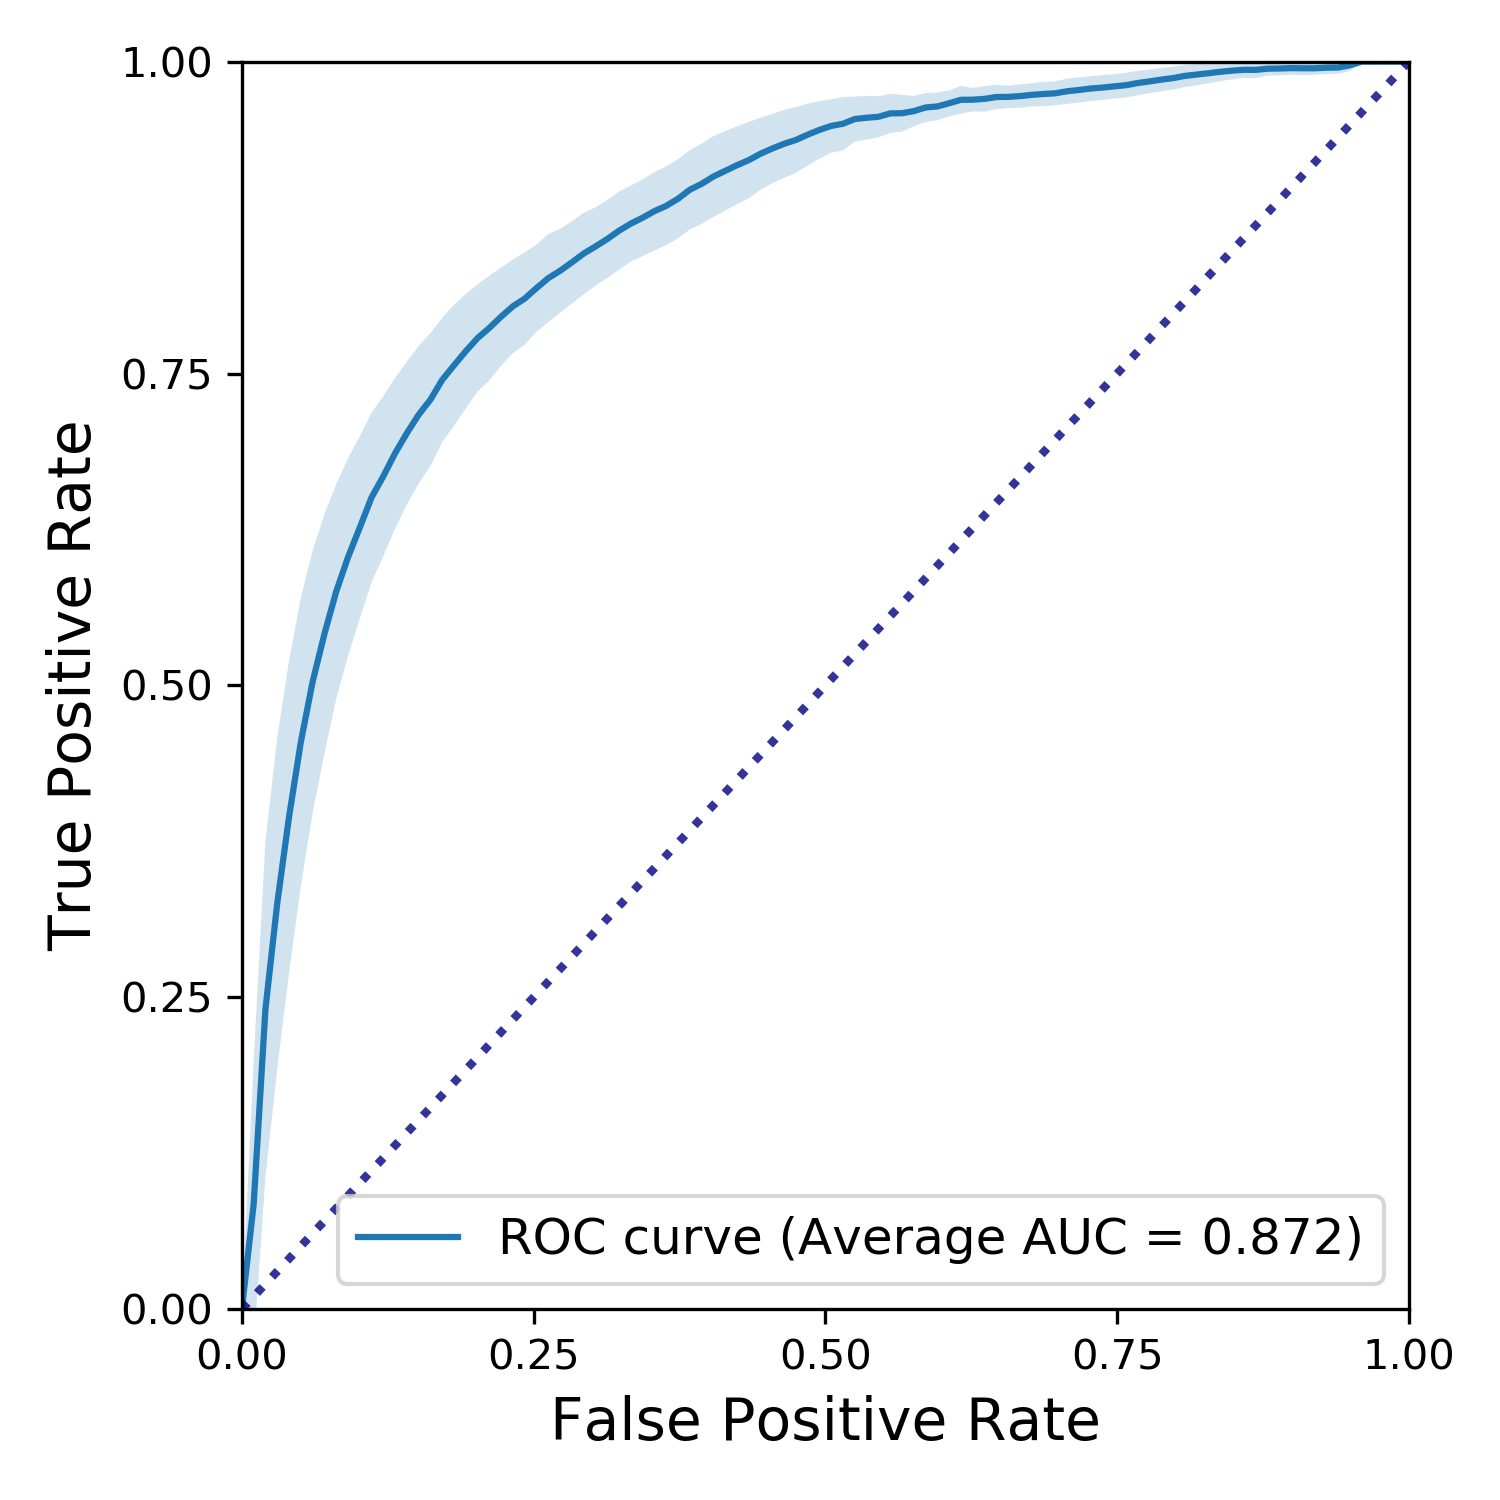 1.00
0.75
0.50
0.25
0.00
True Positive Rate
ROC curve (Average AUC = 0.872)
0.00 0.25 0.50 0.75 1.00
False Positive Rate